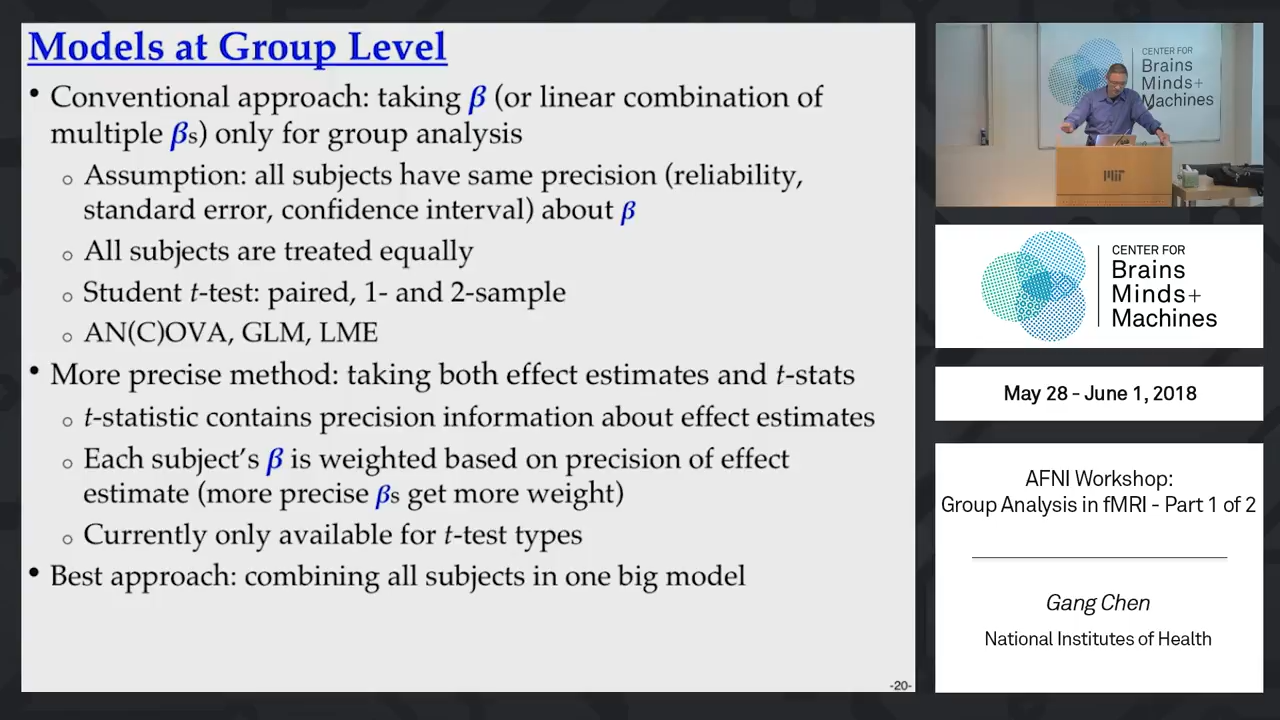 Models at Group Level
• Conventional approach: taking β (or linear combination of
multiple βs) only for group analysis
○ Assumption: all subjects have same precision (reliability,
standard error, confidence interval) about β
○ All subjects are treated equally
○ Student t-test: paired, 1- and 2-sample
○ AN(C)OVA, GLM, LME
• More precise method: taking both effect estimates and t-stats
○ t-statistic contains precision information about effect estimates
○ Each subject's β is weighted based on precision of effect
estimate (more precise βs get more weight)
○ Currently only available for t-test types
• Best approach: combining all subjects in one big model
-20-
CENTER FOR
Brains
Minds+
Machines
MIT
CENTER FOR
Brains
Minds+
Machines
May 28 - June 1, 2018
AFNI Workshop:
Group Analysis in fMRI - Part 1 of 2
Gang Chen
National Institutes of Health